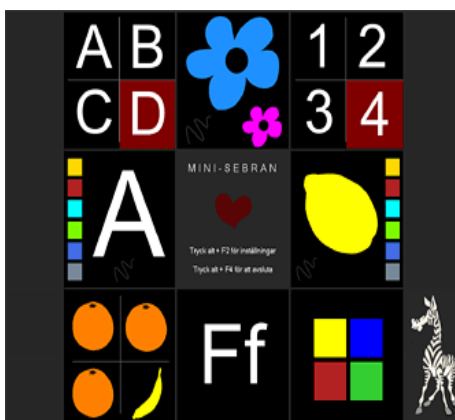 A B
C D
1 2
3 4
A
MINI-SEBRAN
Tryck alt + F2 för inställningar
Tryck alt + F4 för att avsluta
Ff